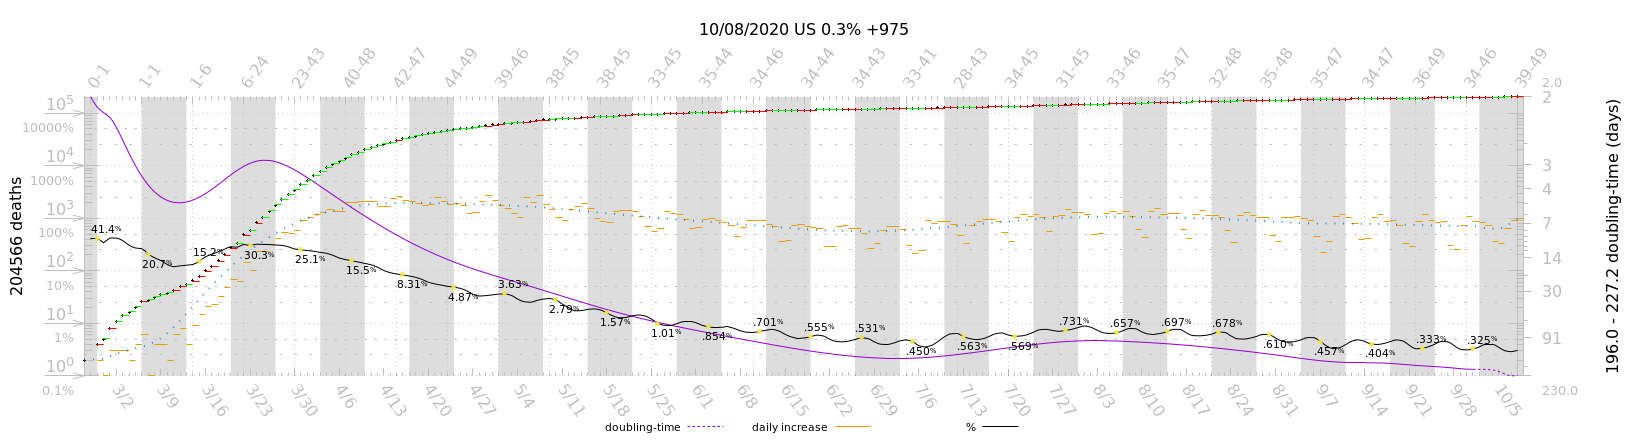 10/08/2020 US 0.3% +975
0-1 1-1 1-6 6-24 23-43 40-48 42-47 44-49 39-46 38-45 38-45 33-45 35-44 34-46 34-44 34-43 33-41 28-43 34-45 31-45 33-46 35-47 32-48 35-48 35-47 34-47 36-49 34-46 39-49
10⁵ 10000% 10⁴ 1000% 10³ 100% 10² 10% 10¹ 1% 10⁰ 0.1%
204566 deaths
41.4% 20.7% 15.2% 30.3% 25.1% 15.5% 8.31% 4.87% 3.63% 2.79% 1.57% 1.01% .854% .701% .555% .531% .450% .563% .569% .731% .657% .697% .678% .610% .457% .404% .333% .325%
2.0 2 3 4 7 14 30 91 230.0
196.0 - 227.2 doubling-time (days)
3/2 3/9 3/16 3/23 3/30 4/6 4/13 4/20 4/27 5/4 5/11 5/18 5/25 6/1 6/8 6/15 6/22 6/29 7/6 7/13 7/20 7/27 8/3 8/10 8/17 8/24 8/31 9/7 9/14 9/21 9/28 10/5
doubling-time daily increase %